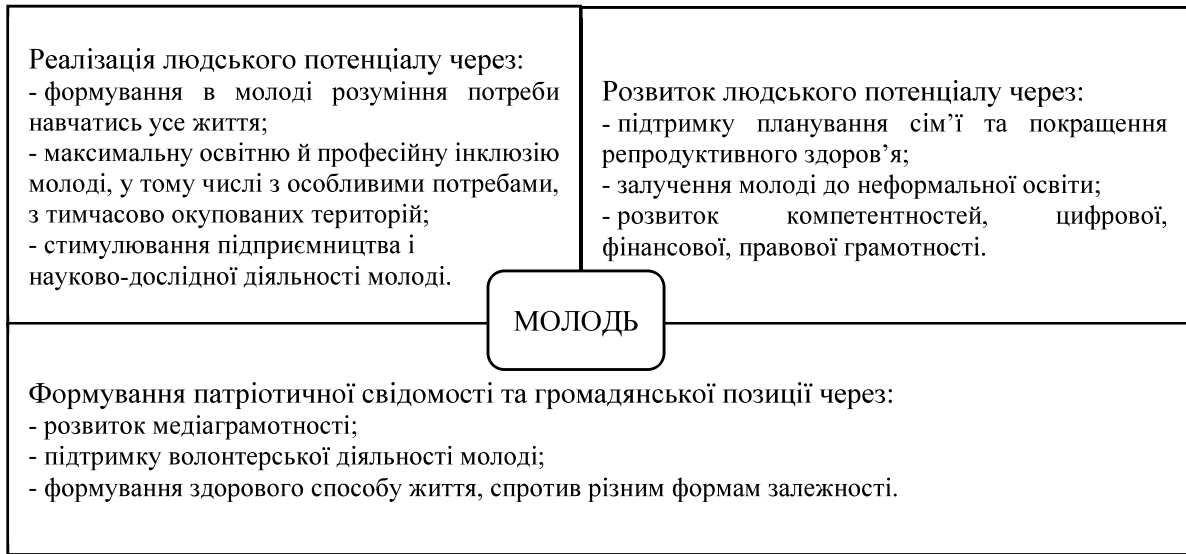 Реалізація людського потенціалу через:
- формування в молоді розуміння потреби
навчатись усе життя;
- максимальну освітню й професійну інклюзію
молоді, у тому числі з особливими потребами,
з тимчасово окупованих територій;
- стимулювання підприємництва і
науково-дослідної діяльності молоді.
Розвиток людського потенціалу через:
- підтримку планування сім’ї та покращення
репродуктивного здоров’я;
- залучення молоді до неформальної освіти;
- розвиток компетентностей, цифрової,
фінансової, правової грамотності.
МОЛОДЬ
Формування патріотичної свідомості та громадянської позиції через:
- розвиток медіаграмотності;
- підтримку волонтерської діяльності молоді;
- формування здорового способу життя, спротив різним формам залежності.